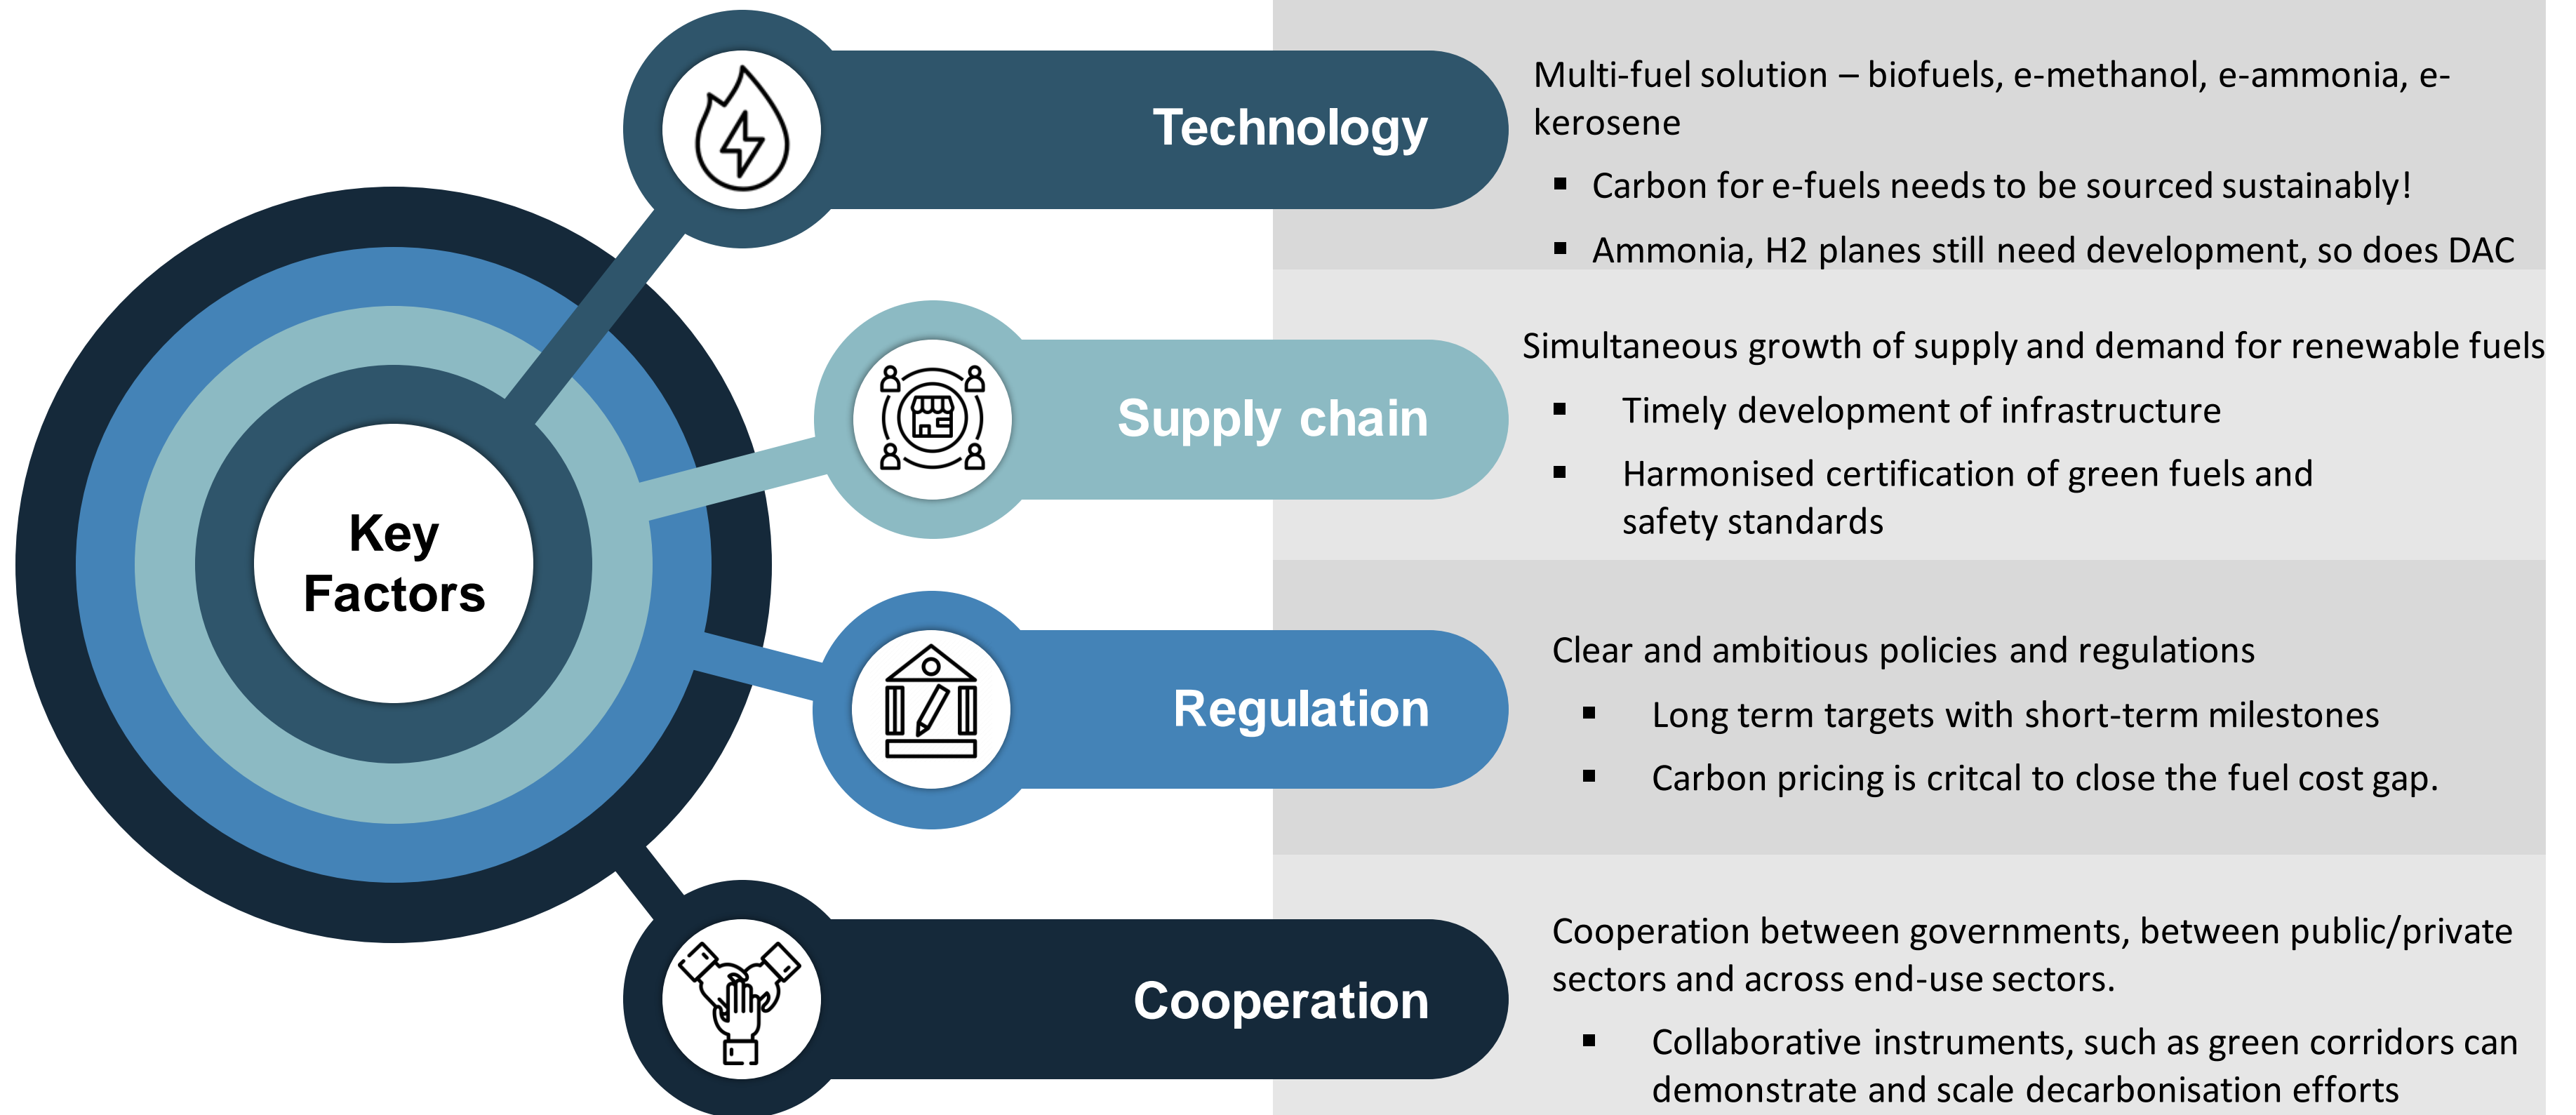 Key
Factors
Technology
Multi-fuel solution – biofuels, e-methanol, e-ammonia, e-
kerosene
▪ Carbon for e-fuels needs to be sourced sustainably!
▪ Ammonia, H2 planes still need development, so does DAC
Supply chain
Simultaneous growth of supply and demand for renewable fuels
▪ Timely development of infrastructure
▪ Harmonised certification of green fuels and
safety standards
Regulation
Clear and ambitious policies and regulations
▪ Long term targets with short-term milestones
▪ Carbon pricing is critcal to close the fuel cost gap.
Cooperation
Cooperation between governments, between public/private
sectors and across end-use sectors.
▪ Collaborative instruments, such as green corridors can
demonstrate and scale decarbonisation efforts